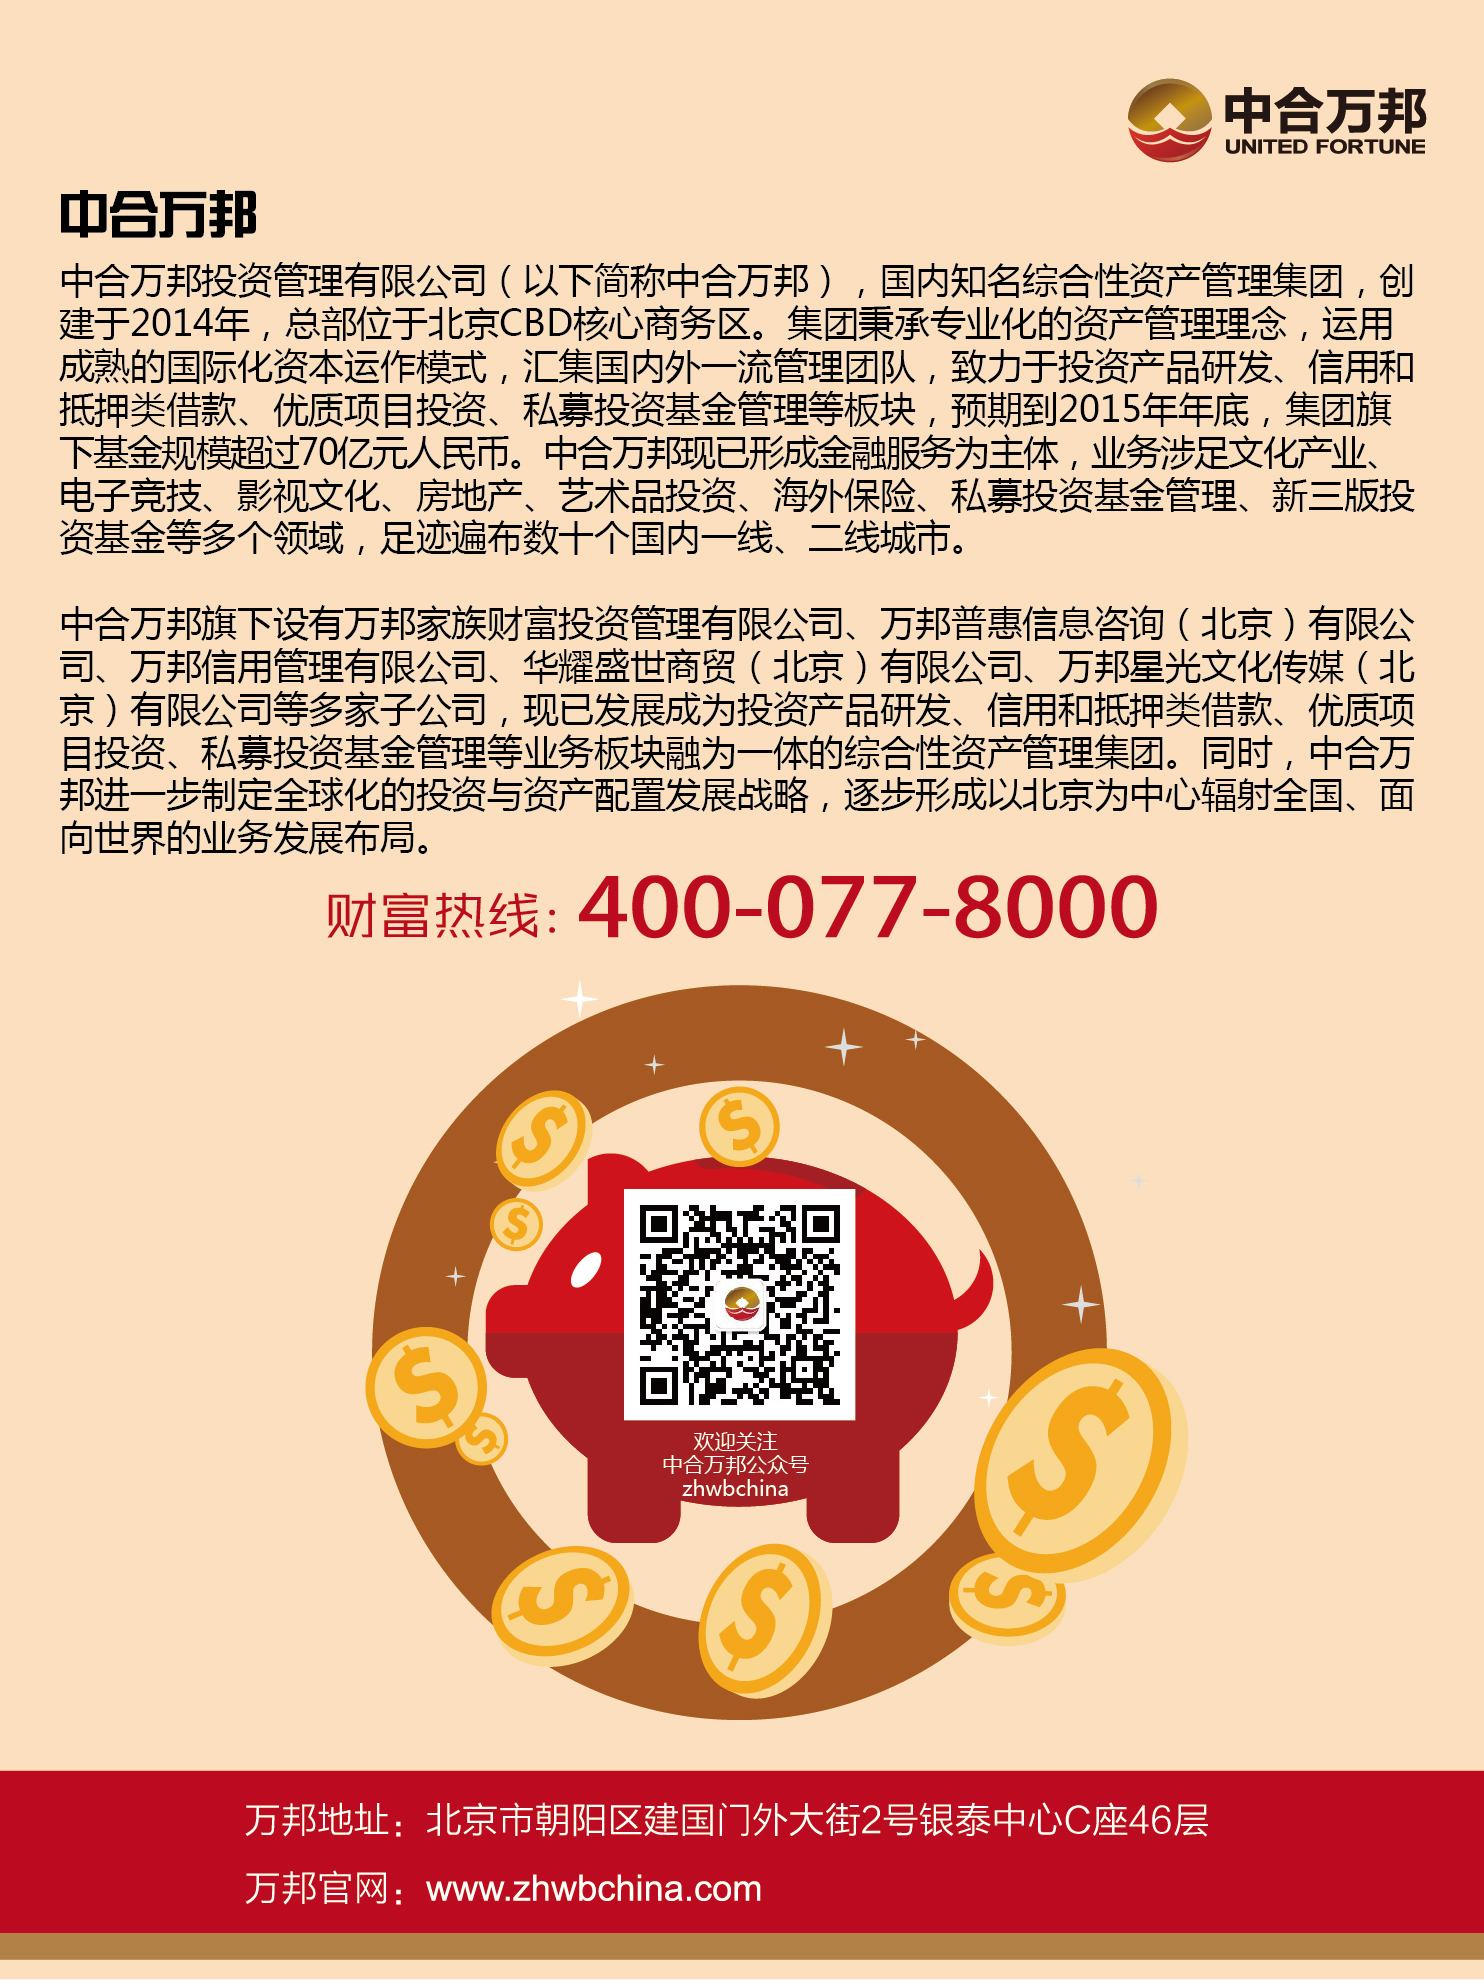 中合万邦
UNITED FORTUNE
中合万邦
中合万邦投资管理有限公司（以下简称中合万邦），国内知名综合性资产管理集团，创
建于2014年，总部位于北京CBD核心商务区。集团秉承专业化的资产管理理念，运用
成熟的国际化资本运作模式，汇集国内外一流管理团队，致力于投资产品研发、信用和
抵押类借款、优质项目投资、私募投资基金管理等板块，预期到2015年年底，集团旗
下基金规模超过70亿元人民币。中合万邦现已形成金融服务为主体，业务涉足文化产业、
电子竞技、影视文化、房地产、艺术品投资、海外保险、私募投资基金管理、新三版投
资基金等多个领域，足迹遍布数十个国内一线、二线城市。
中合万邦旗下设有万邦家族财富投资管理有限公司、万邦普惠信息咨询（北京）有限公
司、万邦信用管理有限公司、华耀盛世商贸（北京）有限公司、万邦星光文化传媒（北
京）有限公司等多家子公司，现已发展成为投资产品研发、信用和抵押类借款、优质项
目投资、私募投资基金管理等业务板块融为一体的综合性资产管理集团。同时，中合万
邦进一步制定全球化的投资与资产配置发展战略，逐步形成以北京为中心辐射全国、面
向世界的业务发展布局。
财富热线：400-077-8000
欢迎关注
中合万邦公众号
zhwbchina
万邦地址：北京市朝阳区建国门外大街2号银泰中心C座46层
万邦官网：www.zhwbchina.com